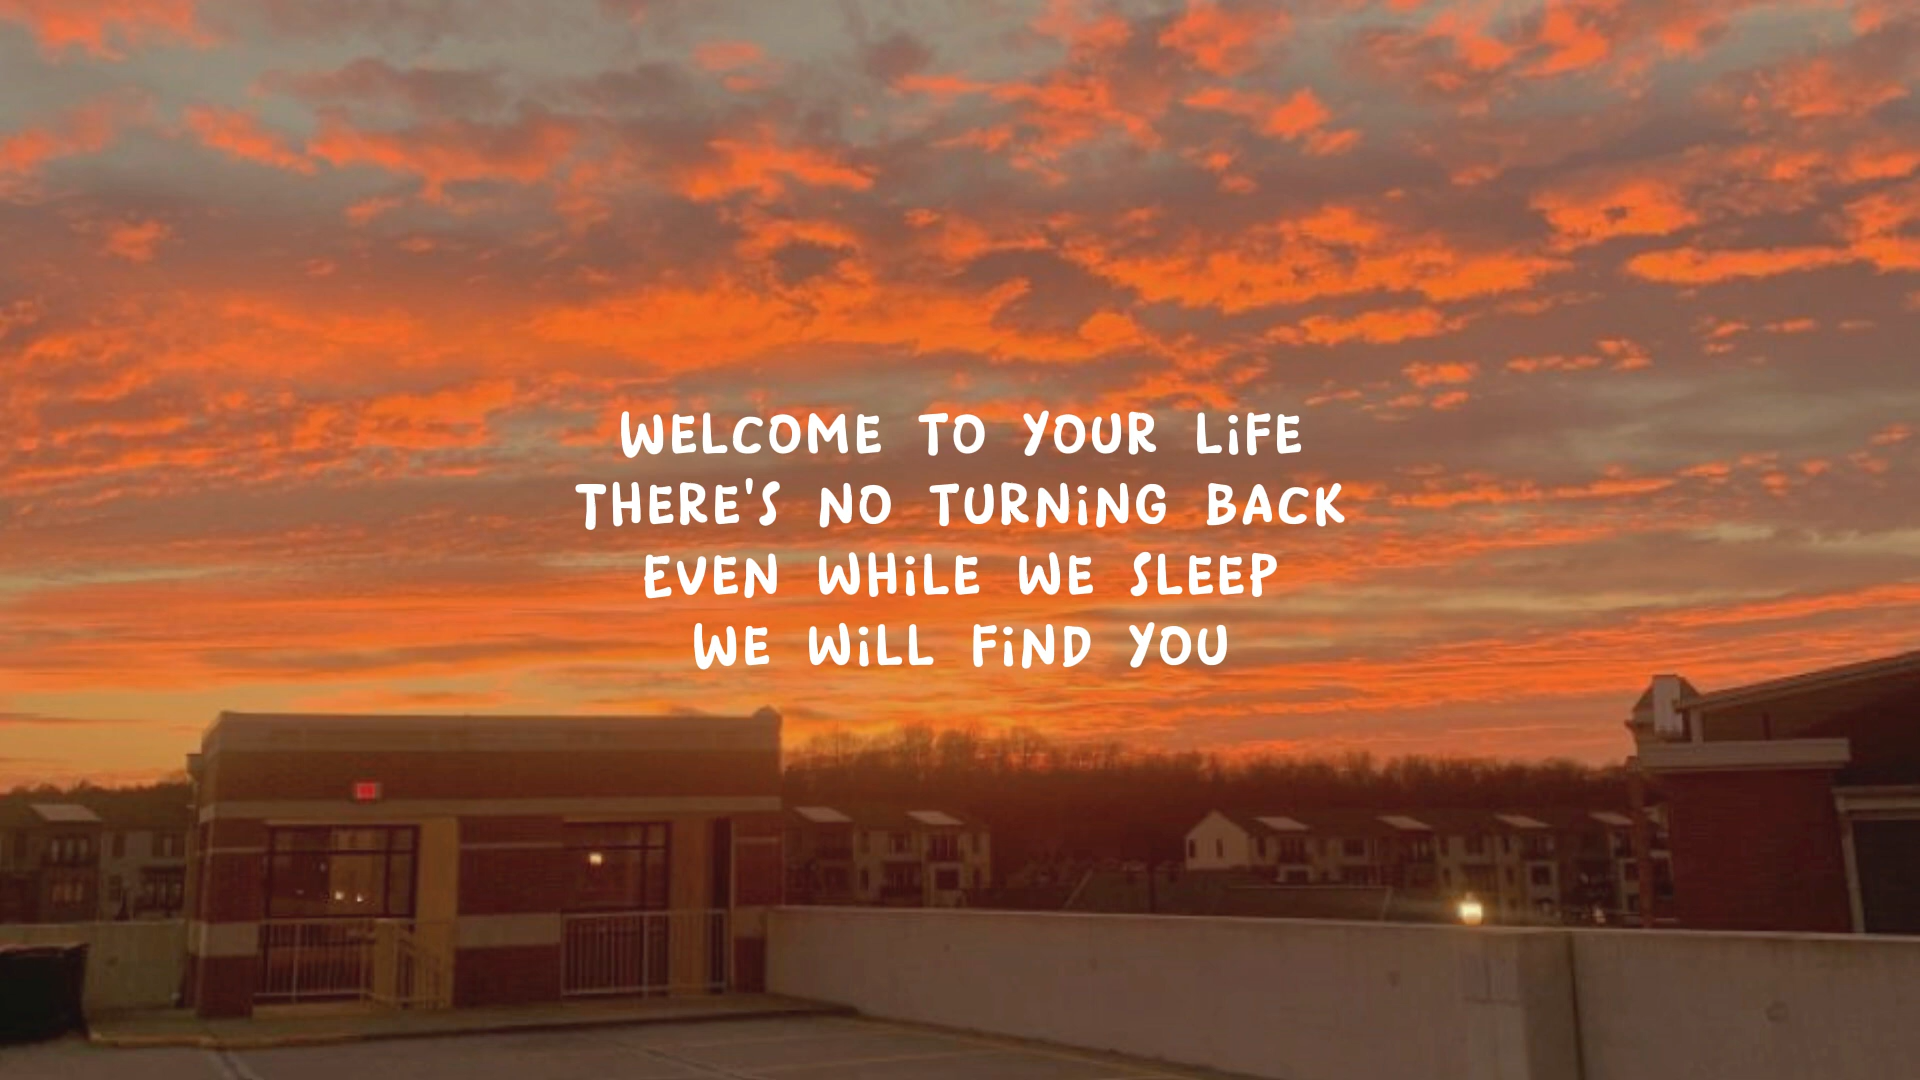 WELCOME TO YOUR LiFE
THERE'S NO TURNiNG BACK
EVEN WHiLE WE SLEEP
WE WiLL FiND YOU